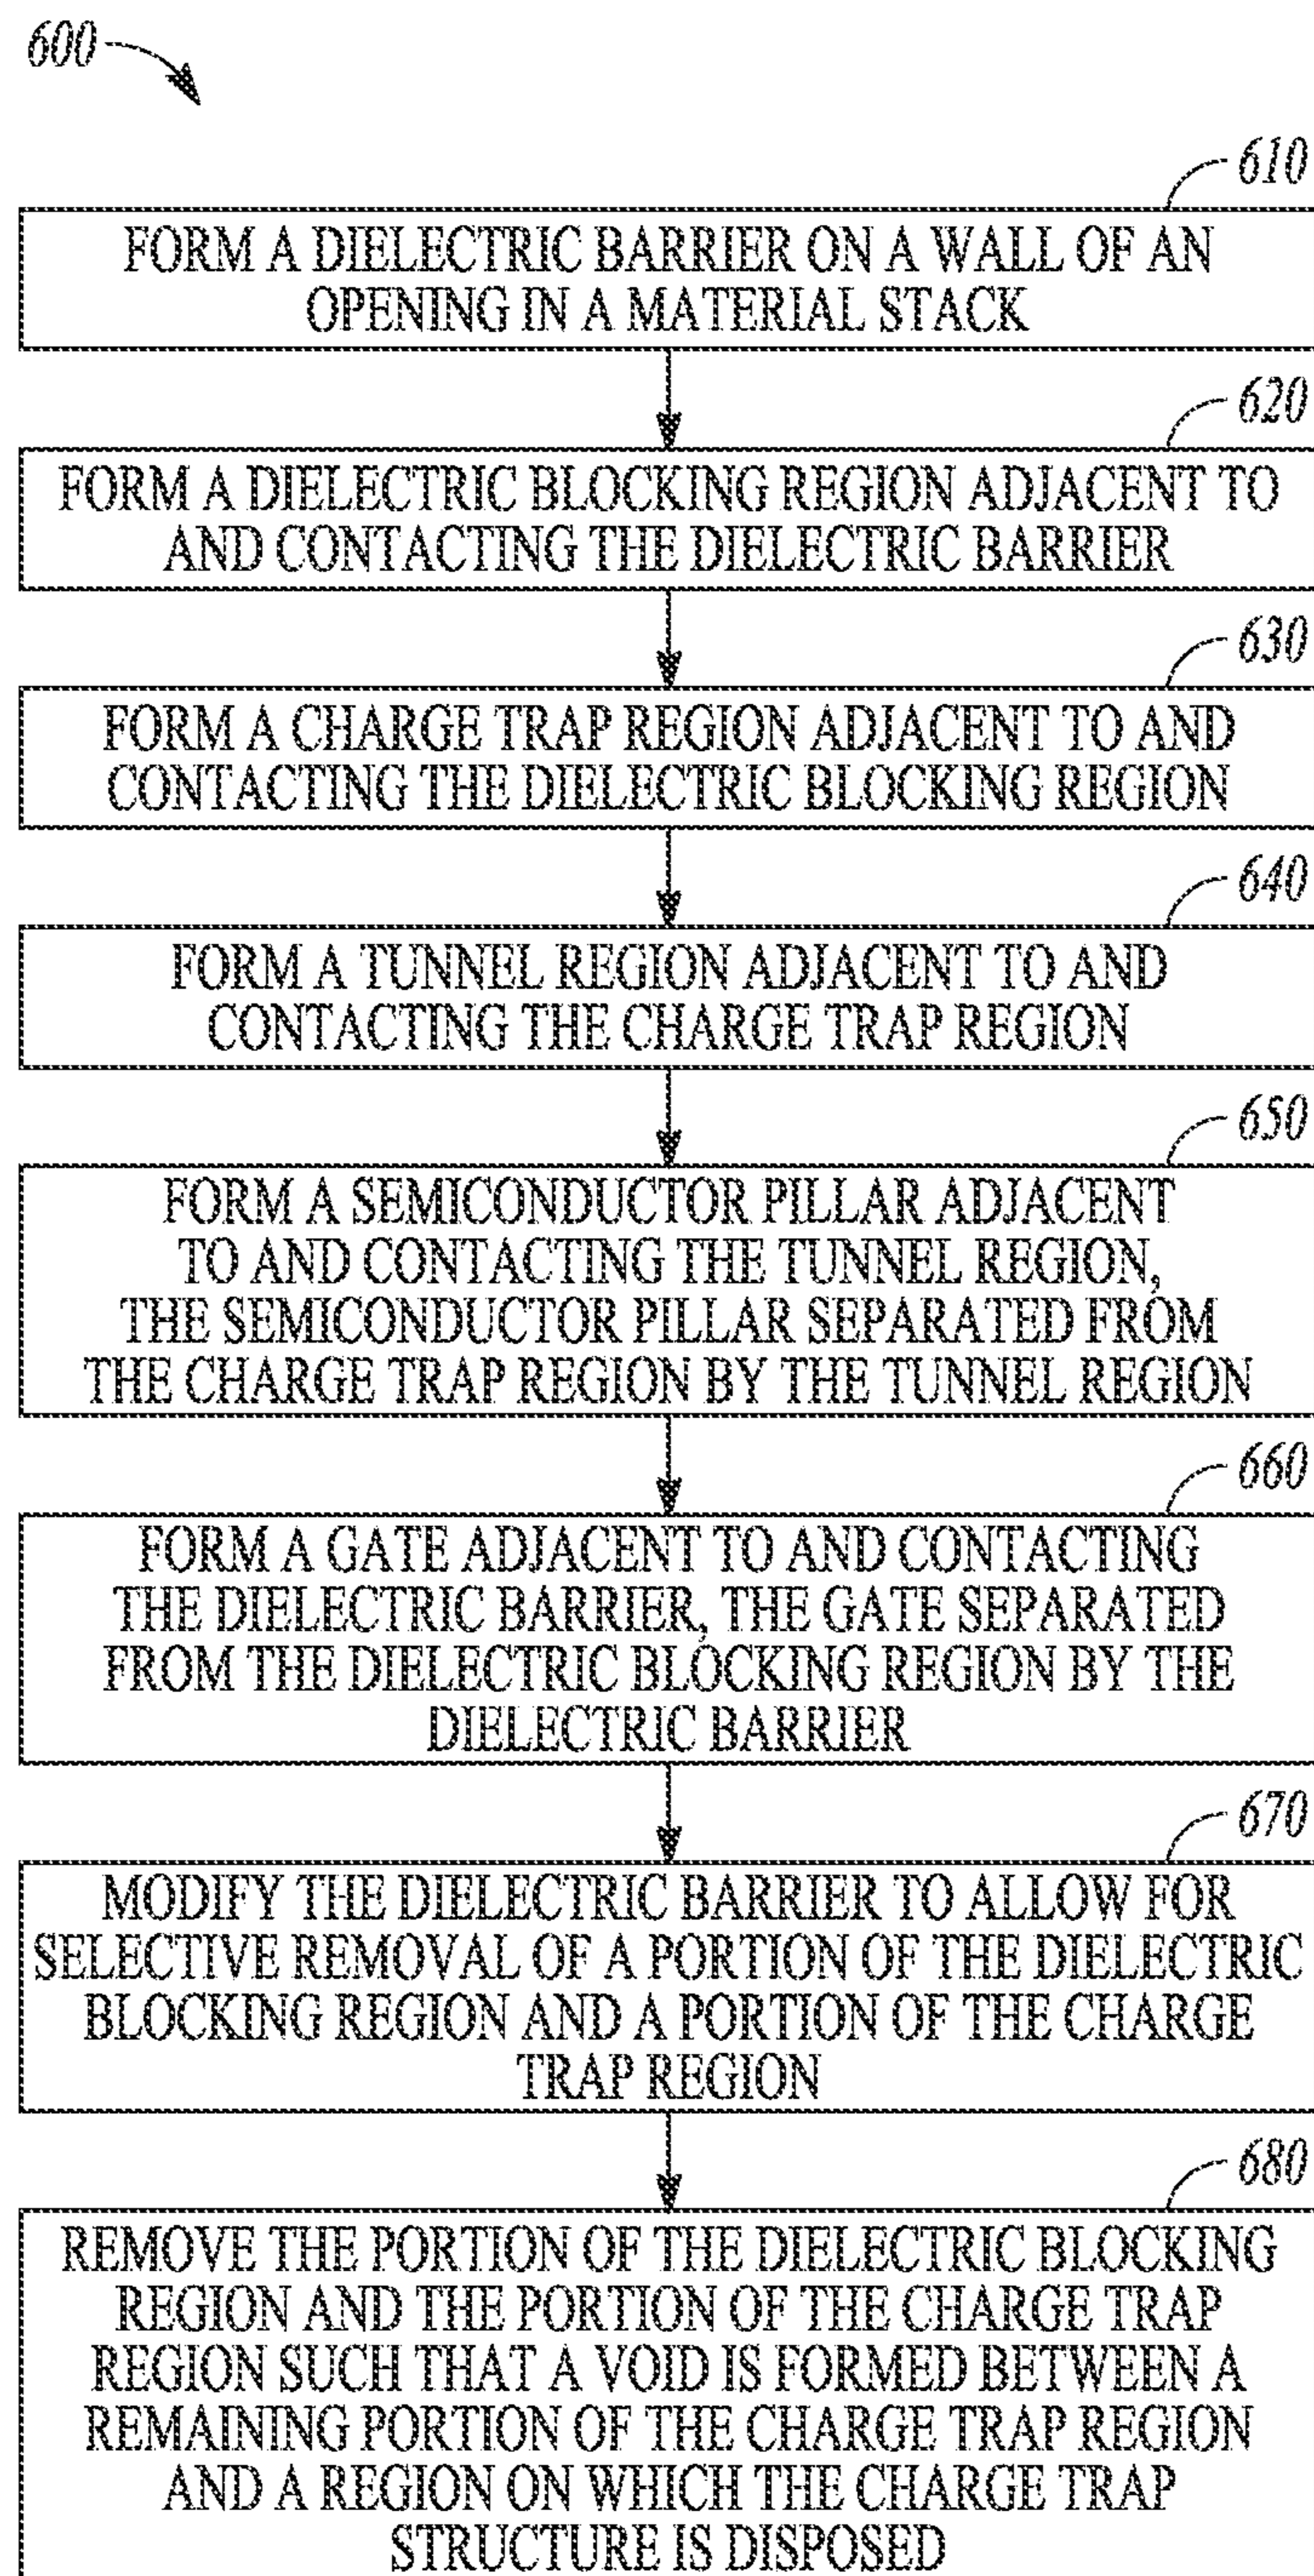 600
610
FORM A DIELECTRIC BARRIER ON A WALL OF AN
OPENING IN A MATERIAL STACK
620
FORM A DIELECTRIC BLOCKING REGION ADJACENT TO
AND CONTACTING THE DIELECTRIC BARRIER
630
FORM A CHARGE TRAP REGION ADJACENT TO AND
CONTACTING THE DIELECTRIC BLOCKING REGION
640
FORM A TUNNEL REGION ADJACENT TO AND
CONTACTING THE CHARGE TRAP REGION
650
FORM A SEMICONDUCTOR PILLAR ADJACENT
TO AND CONTACTING THE TUNNEL REGION,
THE SEMICONDUCTOR PILLAR SEPARATED FROM
THE CHARGE TRAP REGION BY THE TUNNEL REGION
660
FORM A GATE ADJACENT TO AND CONTACTING
THE DIELECTRIC BARRIER, THE GATE SEPARATED
FROM THE DIELECTRIC BLOCKING REGION BY THE
DIELECTRIC BARRIER
670
MODIFY THE DIELECTRIC BARRIER TO ALLOW FOR
SELECTIVE REMOVAL OF A PORTION OF THE DIELECTRIC
BLOCKING REGION AND A PORTION OF THE CHARGE
TRAP REGION
680
REMOVE THE PORTION OF THE DIELECTRIC BLOCKING
REGION AND THE PORTION OF THE CHARGE TRAP
REGION SUCH THAT A VOID IS FORMED BETWEEN A
REMAINING PORTION OF THE CHARGE TRAP REGION
AND A REGION ON WHICH THE CHARGE TRAP
STRUCTURE IS DISPOSED